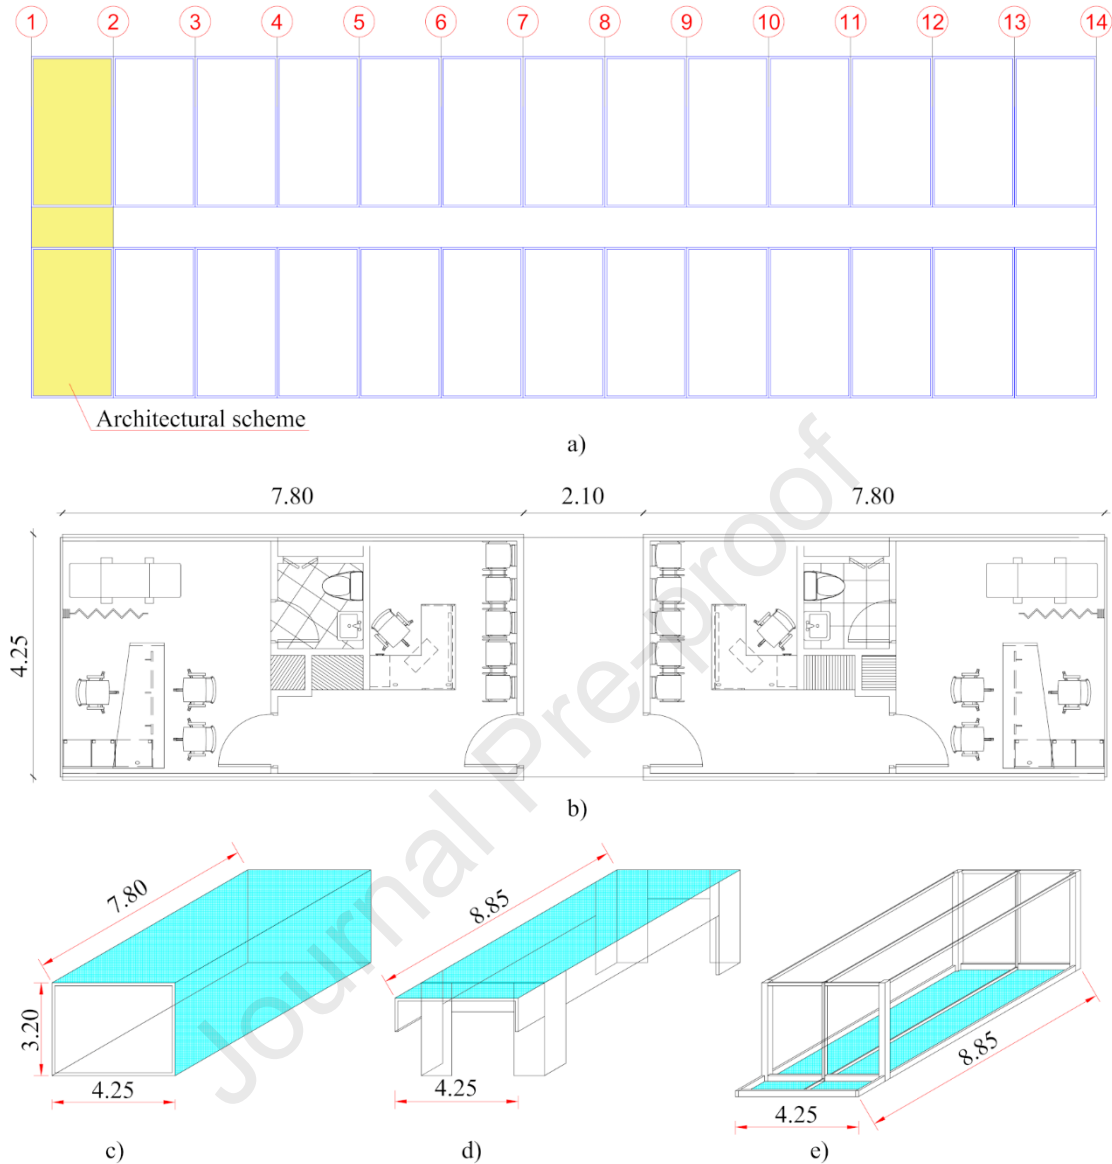 1 2 3 4 5 6 7 8 9 10 11 12 13 14
Architectural scheme
a)
7.80 2.10 7.80
4.25
b)
7.80
3.20
4.25
c)
8.85
4.25
d)
8.85
4.25
e)
Journal Pre-proof